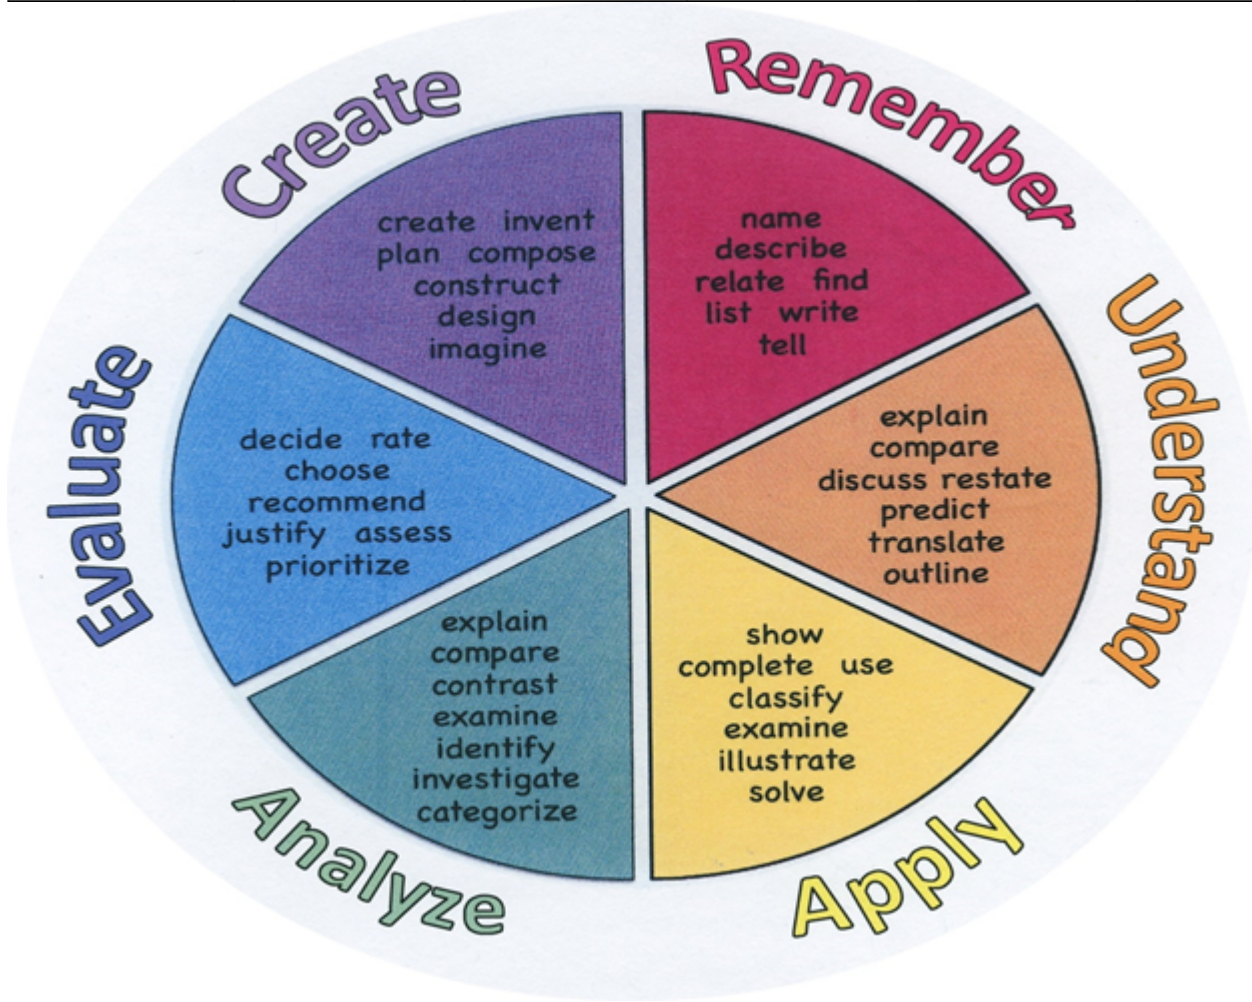 Remember
name
describe
relate find
list write
tell
Understand
explain
compare
discuss restate
predict
translate
outline
Apply
show
complete use
classify
examine
illustrate
solve
Analyze
explain
compare
contrast
examine
identify
investigate
categorize
Evaluate
decide rate
choose
recommend
justify assess
prioritize
Create
create invent
plan compose
construct
design
imagine